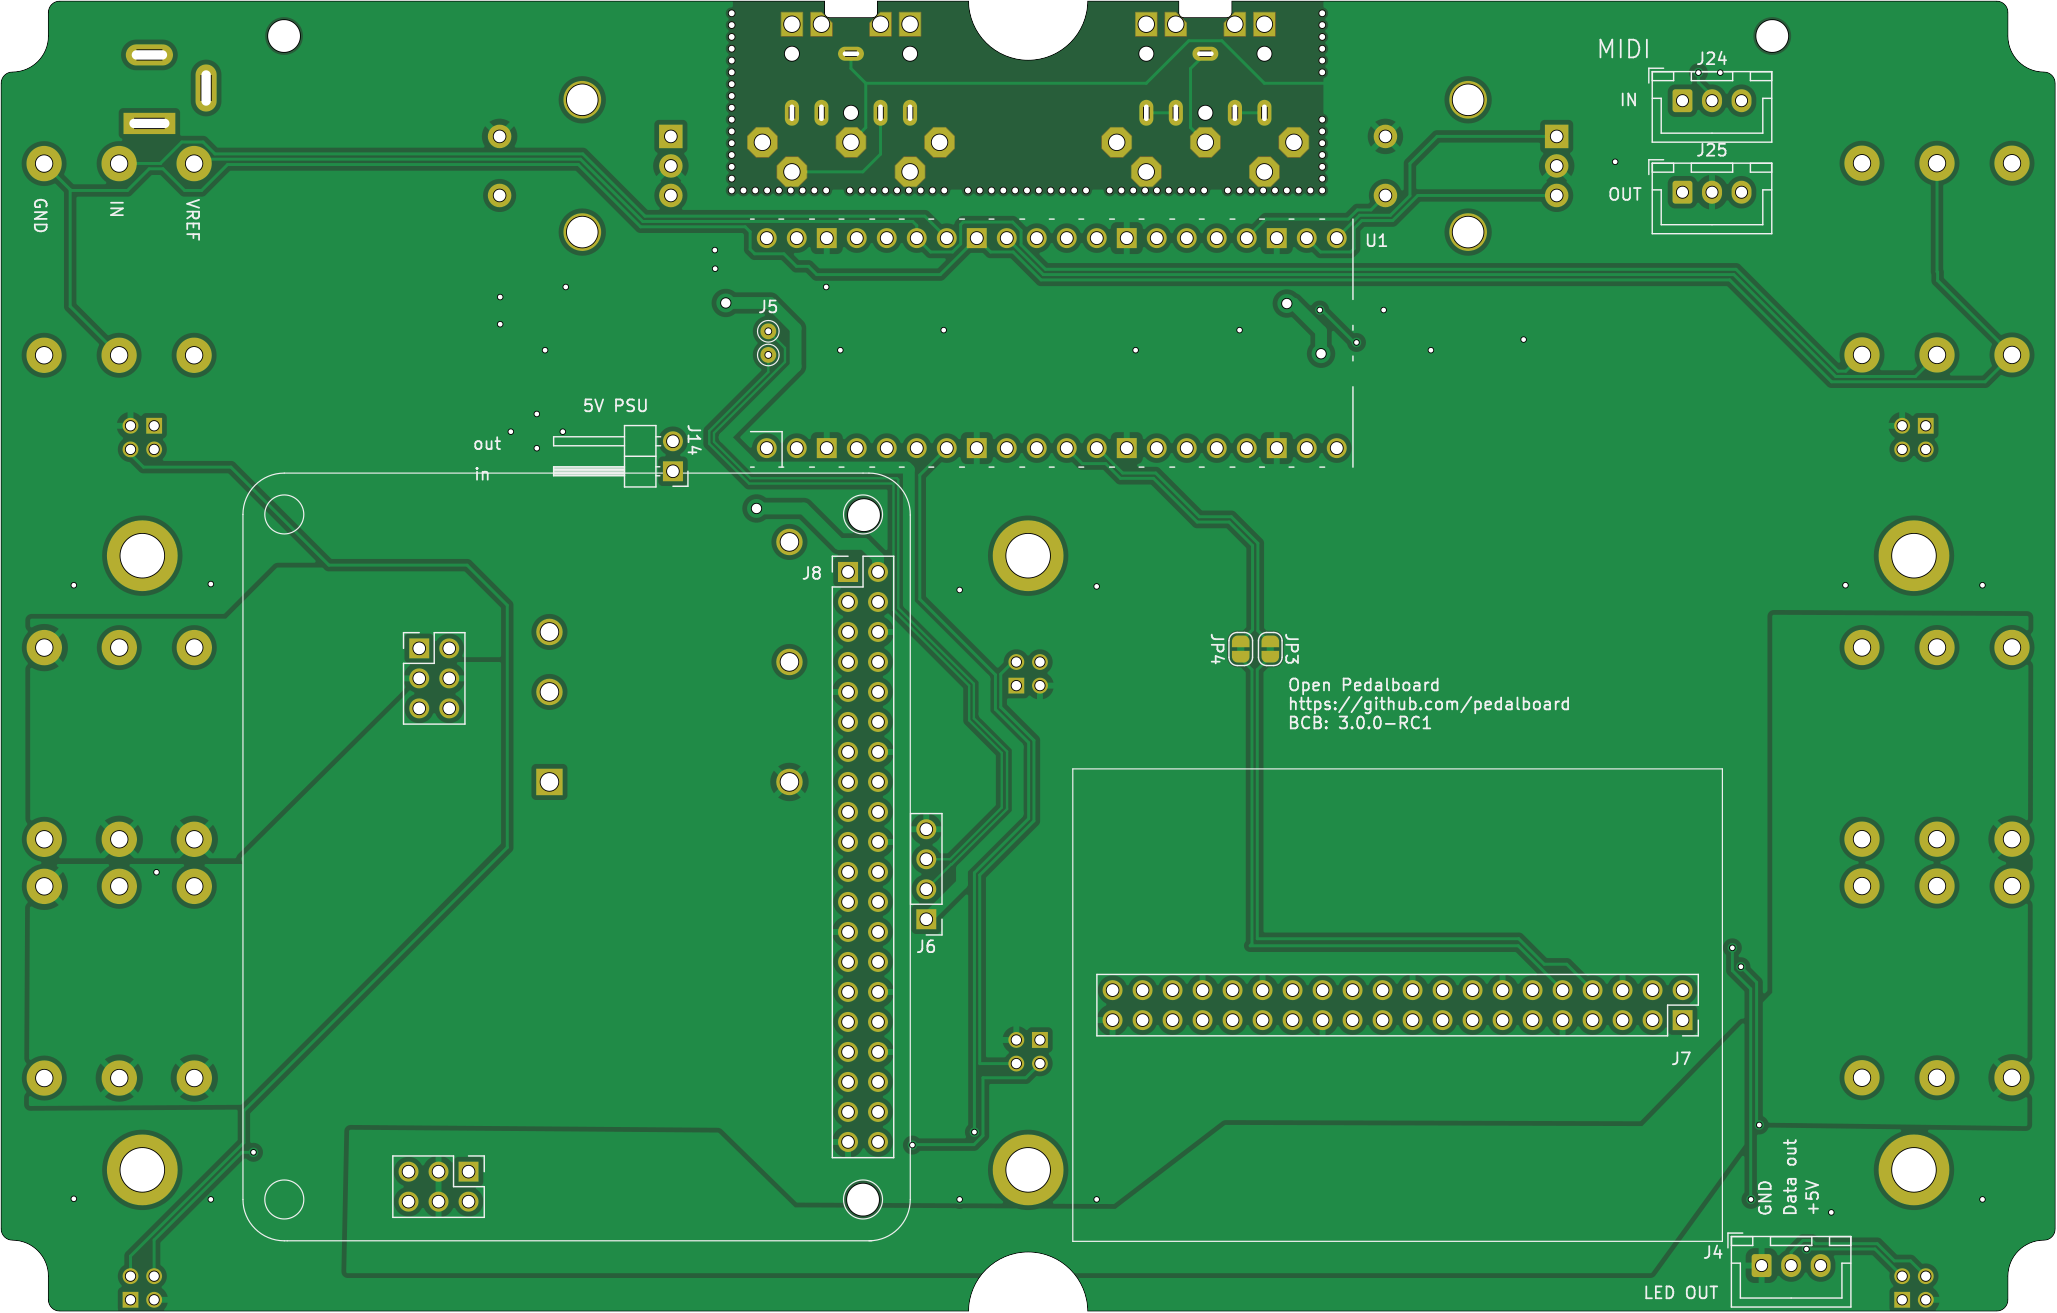 MIDI
J24
IN
J25
OUT
GND
IN
VREF
U1
J5
5V PSU
out
in
J14
J8
JP4
JP3
Open Pedalboard
https://github.com/pedalboard
BCB: 3.0.0-RC1
J6
J7
GND
Data out
+5V
J4
LED OUT